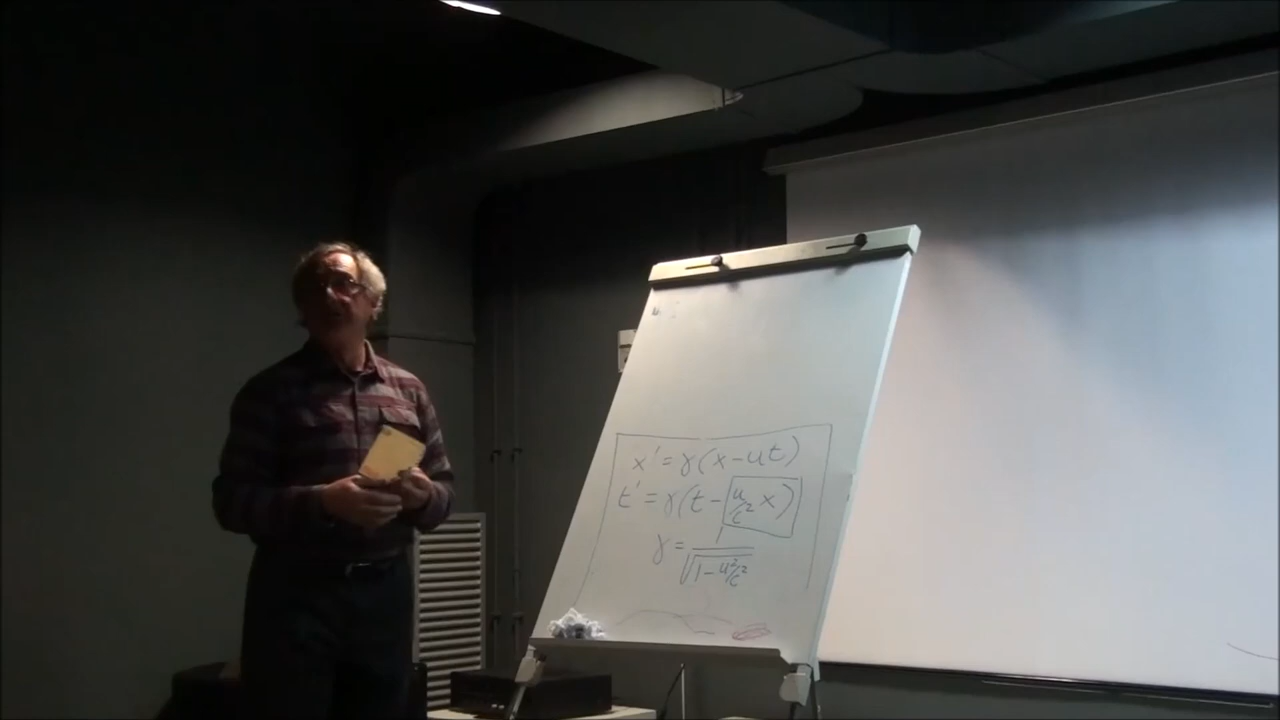 x' = γ(x - ut)
t' = γ(t - u/c² x)
γ = 1/√(1 - u²/c²)